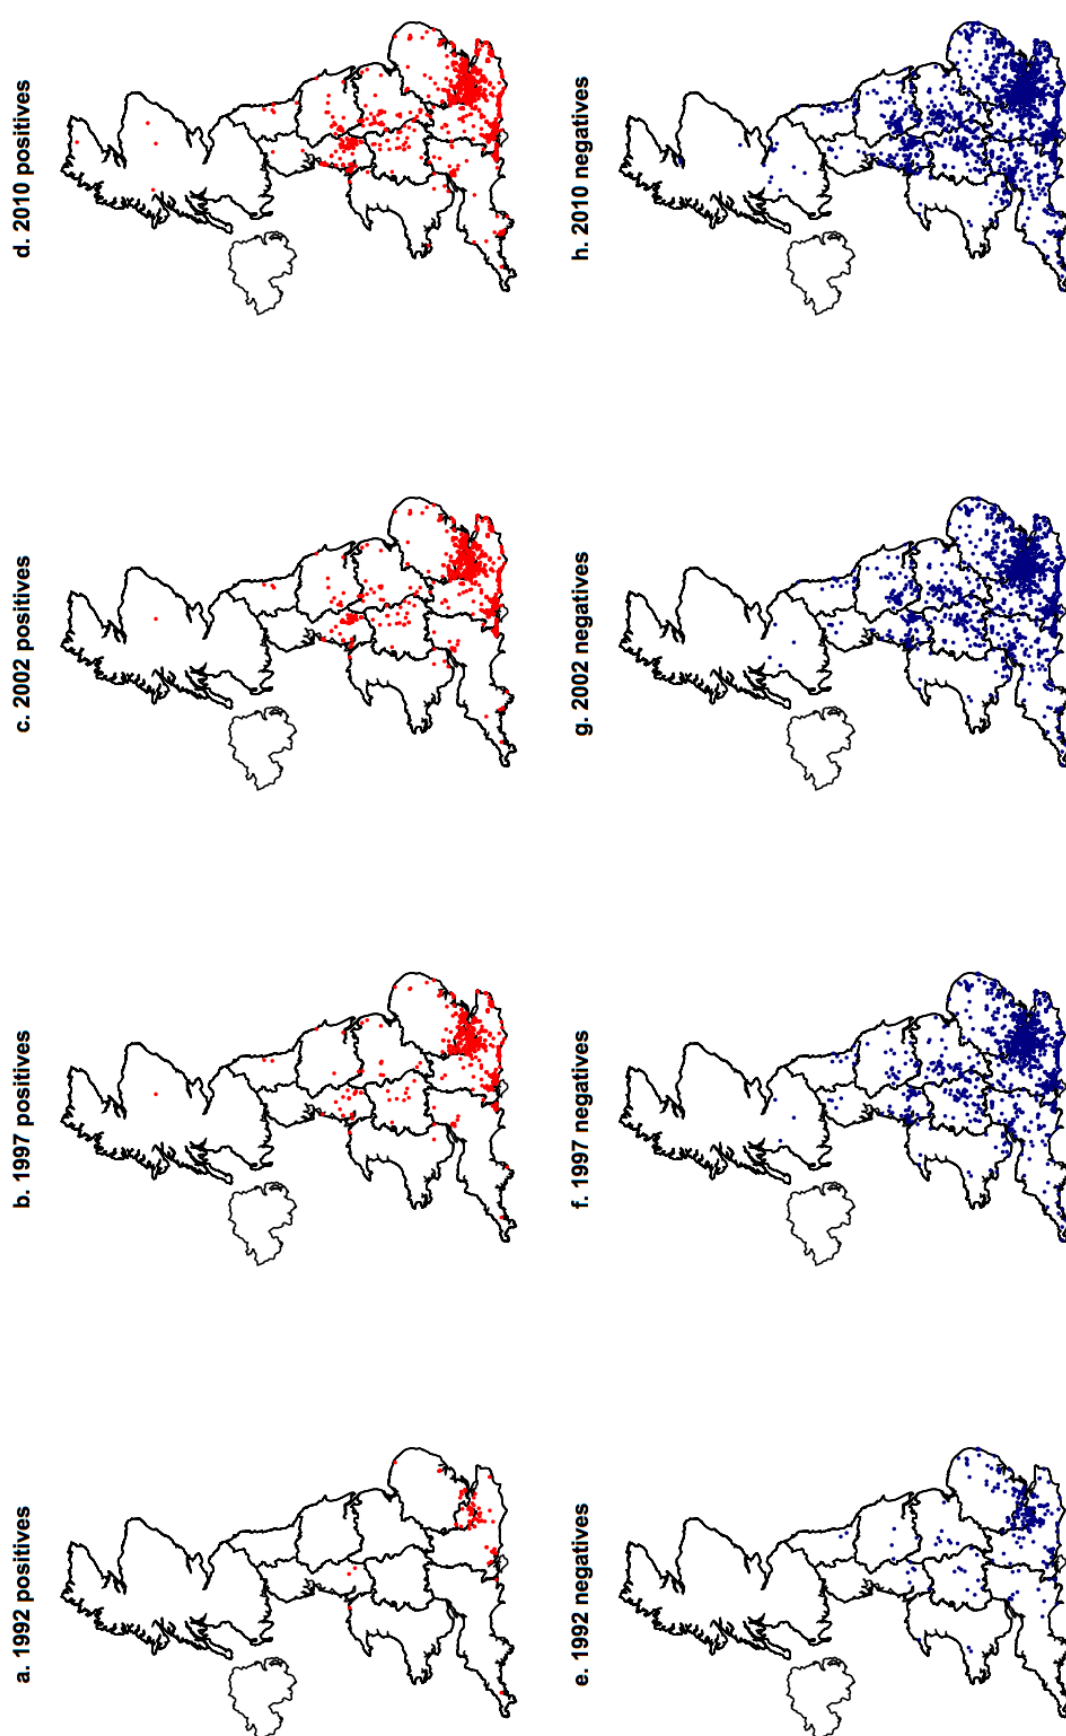 a. 1992 positives
b. 1997 positives
c. 2002 positives
d. 2010 positives
e. 1992 negatives
f. 1997 negatives
g. 2002 negatives
h. 2010 negatives